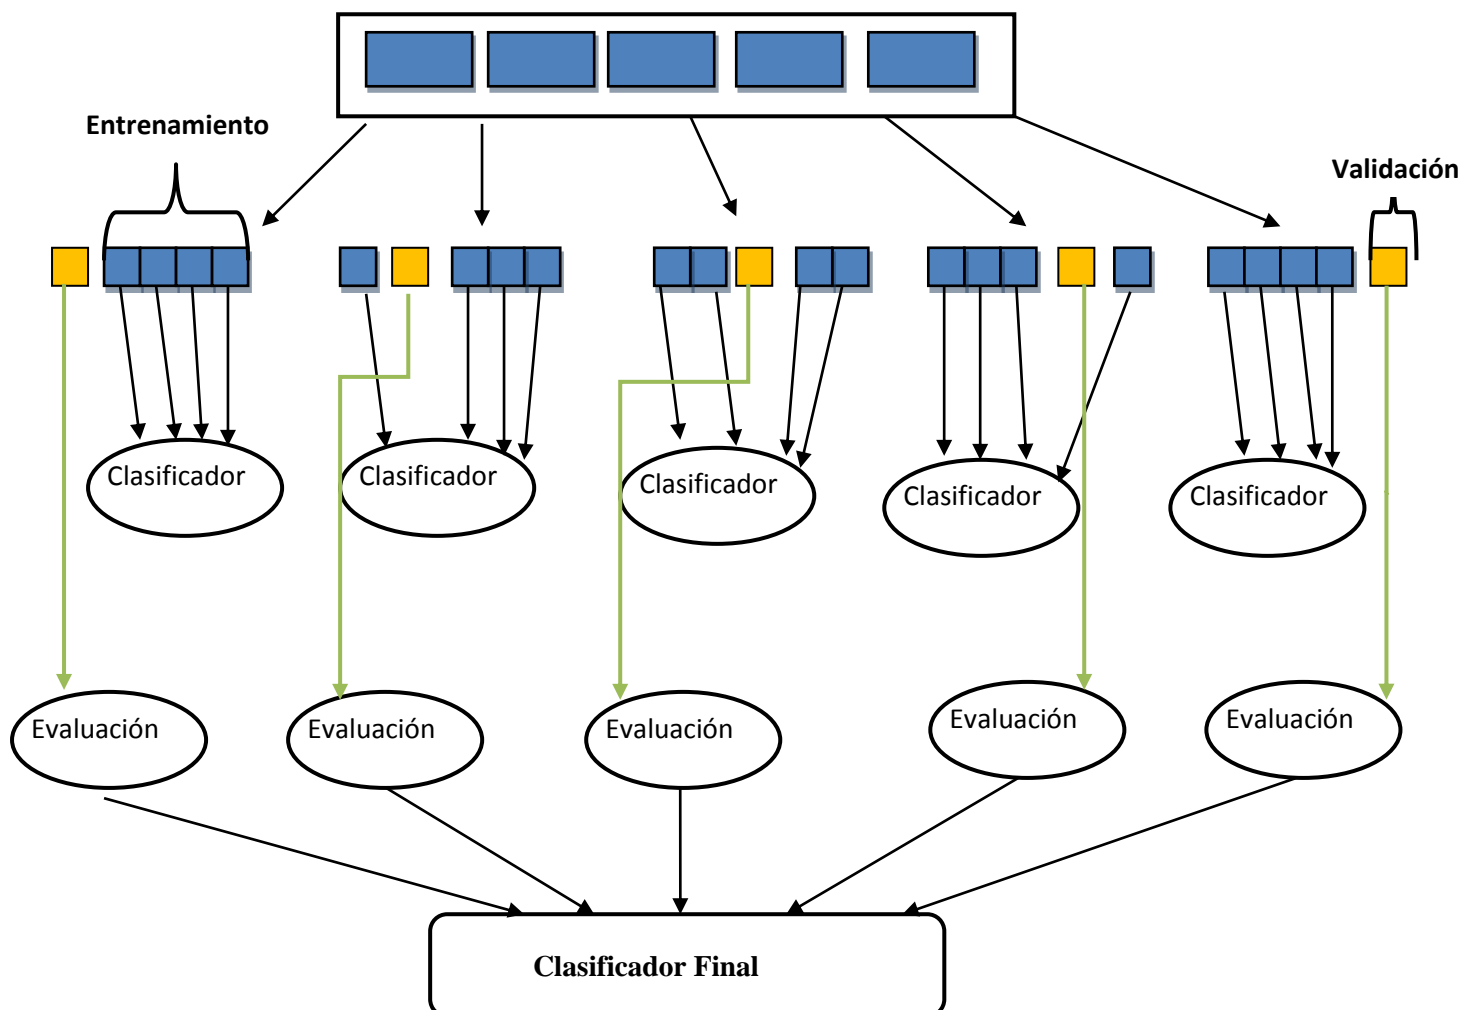 Entrenamiento
Validación
Clasificador
Clasificador
Clasificador
Clasificador
Clasificador
Evaluación
Evaluación
Evaluación
Evaluación
Evaluación
Clasificador Final